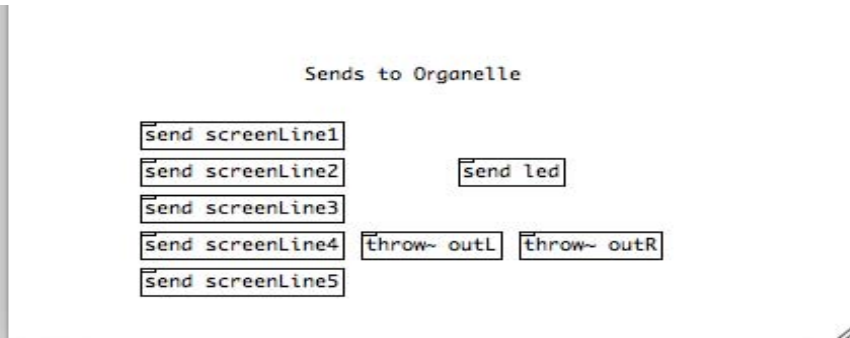 Sends to Organelle
send screenLine1
send screenLine2
send led
send screenLine3
send screenLine4
throw~ outL
throw~ outR
send screenLine5